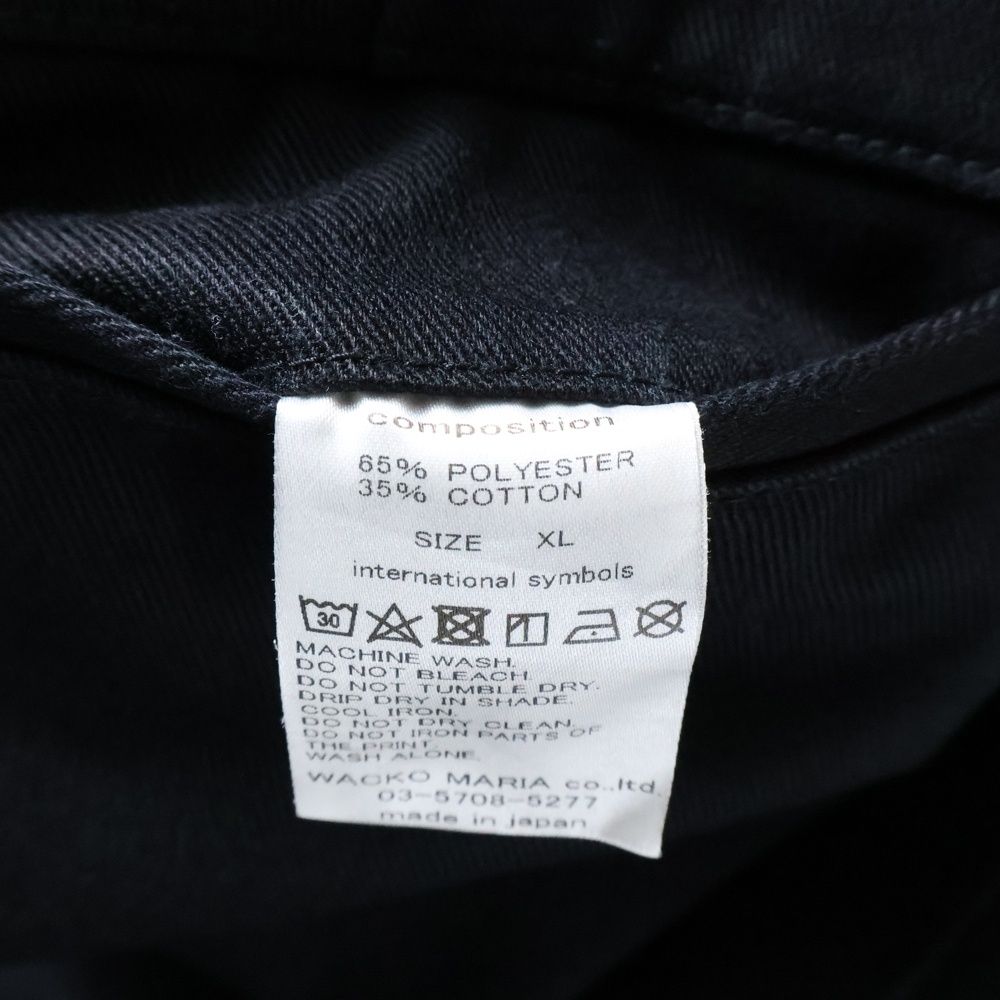 composition
65% POLYESTER
35% COTTON
SIZE XL
international symbols
30
MACHINE WASH.
DO NOT BLEACH.
DO NOT TUMBLE DRY.
DRIP DRY IN SHADE.
COOL IRON.
DO NOT DRY CLEAN.
DO NOT IRON PARTS OF
THE PRINT.
WASH ALONE.
WACKO MARIA co.,ltd.
03-5708-5277
made in japan